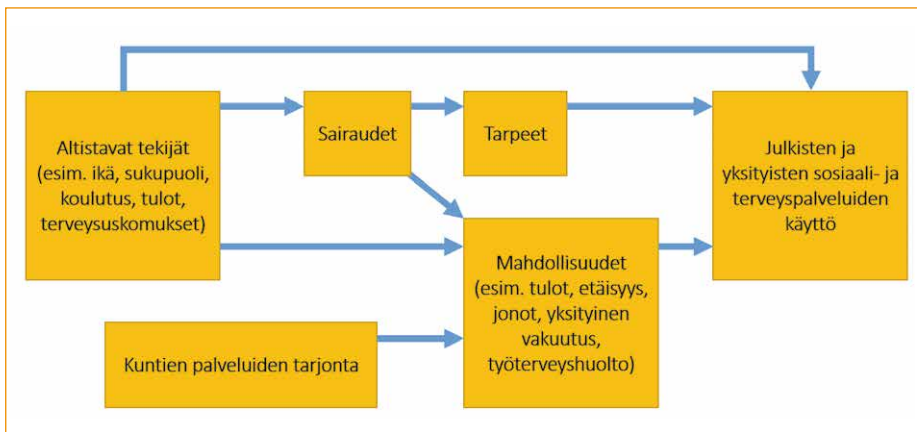 Altistavat tekijät
(esim. ikä, sukupuoli,
koulutus, tulot,
terveysuskomukset)
Sairaudet
Tarpeet
Julkisten ja
yksityisten sosiaali- ja
terveyspalveluiden
käyttö
Mahdollisuudet
(esim. tulot, etäisyys,
jonot, yksityinen
vakuutus,
työterveyshuolto)
Kuntien palveluiden tarjonta